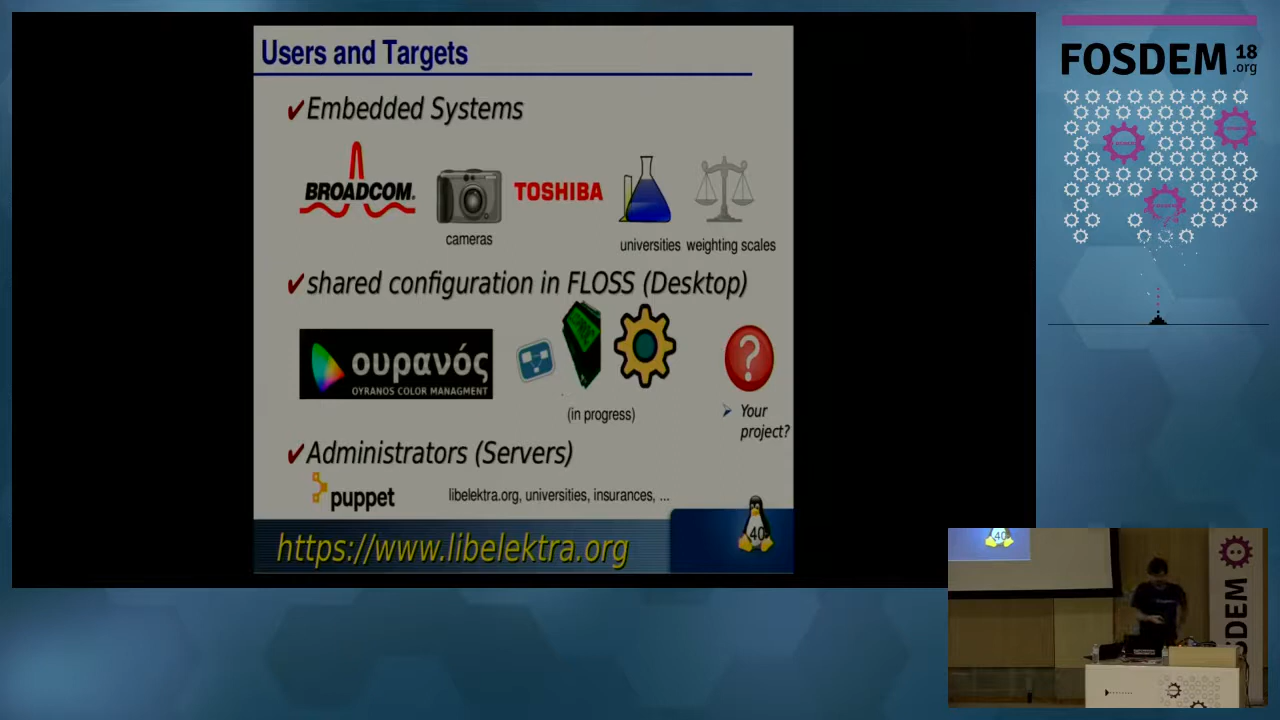 Users and Targets
✔Embedded Systems
BROADCOM.
TOSHIBA
cameras
universities
weighting scales
✔shared configuration in FLOSS (Desktop)
ουρανός
OYRANOS COLOR MANAGMENT
(in progress)
➤ Your
project?
✔Administrators (Servers)
puppet
libelektra.org, universities, insurances, ...
40
https://www.libelektra.org
FOSDEM 18
.org
40
SDEM